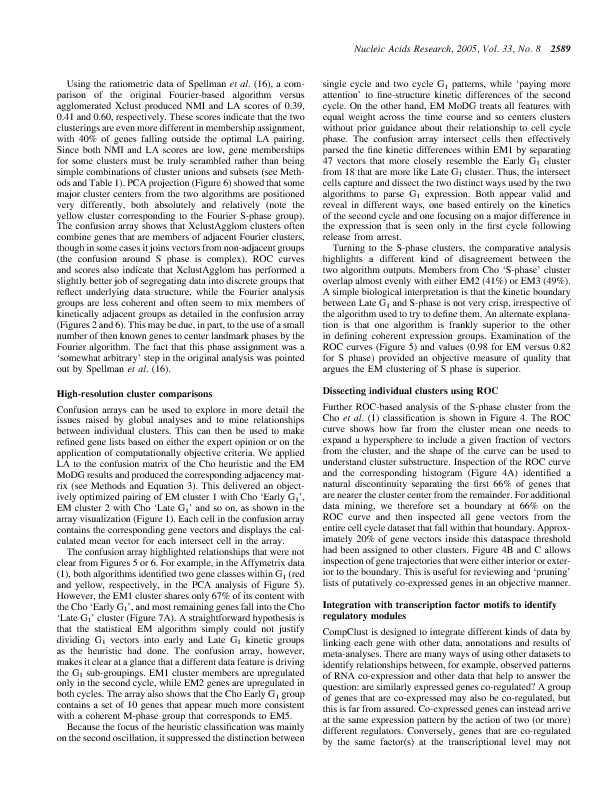 Nucleic Acids Research, 2005, Vol. 33, No. 8 2589
Using the ratiometric data of Spellman et al. (16), a com-
parison of the original Fourier-based algorithm versus
agglomerated Xclust produced NMI and LA scores of 0.39,
0.41 and 0.60, respectively. These scores indicate that the two
clusterings are even more different in membership assignment,
with 40% of genes falling outside the optimal LA pairing.
Since both NMI and LA scores are low, gene memberships
for some clusters must be truly scrambled rather than being
simple combinations of cluster unions and subsets (see Meth-
ods and Table 1). PCA projection (Figure 6) showed that some
major cluster centers from the two algorithms are positioned
very differently, both absolutely and relatively (note the
yellow cluster corresponding to the Fourier S-phase group).
The confusion array shows that XclustAgglom clusters often
combine genes that are members of adjacent Fourier clusters,
though in some cases it joins vectors from non-adjacent groups
(the confusion around S phase is complex). ROC curves
and scores also indicate that XclustAgglom has performed a
slightly better job of segregating data into discrete groups that
reflect underlying data structure, while the Fourier analysis
groups are less coherent and often seem to mix members of
kinetically adjacent groups as detailed in the confusion array
(Figures 2 and 6). This may be due, in part, to the use of a small
number of then known genes to center landmark phases by the
Fourier algorithm. The fact that this phase assignment was a
‘somewhat arbitrary’ step in the original analysis was pointed
out by Spellman et al. (16).
High-resolution cluster comparisons
Confusion arrays can be used to explore in more detail the
issues raised by global analyses and to mine relationships
between individual clusters. This can then be used to make
refined gene lists based on either the expert opinion or on the
application of computationally objective criteria. We applied
LA to the confusion matrix of the Cho heuristic and the EM
MoDG results and produced the corresponding adjacency mat-
rix (see Methods and Equation 3). This delivered an object-
ively optimized pairing of EM cluster 1 with Cho ‘Early G1’,
EM cluster 2 with Cho ‘Late G1’ and so on, as shown in the
array visualization (Figure 1). Each cell in the confusion array
contains the corresponding gene vectors and displays the cal-
culated mean vector for each intersect cell in the array.
The confusion array highlighted relationships that were not
clear from Figures 5 or 6. For example, in the Affymetrix data
(1), both algorithms identified two gene classes within G1 (red
and yellow, respectively, in the PCA analysis of Figure 5).
However, the EM1 cluster shares only 67% of its content with
the Cho ‘Early G1’, and most remaining genes fall into the Cho
‘Late G1’ cluster (Figure 7A). A straightforward hypothesis is
that the statistical EM algorithm simply could not justify
dividing G1 vectors into early and Late G1 kinetic groups
as the heuristic had done. The confusion array, however,
makes it clear at a glance that a different data feature is driving
the G1 sub-groupings. EM1 cluster members are upregulated
only in the second cycle, while EM2 genes are upregulated in
both cycles. The array also shows that the Cho Early G1 group
contains a set of 10 genes that appear much more consistent
with a coherent M-phase group that corresponds to EM5.
Because the focus of the heuristic classification was mainly
on the second oscillation, it suppressed the distinction between
single cycle and two cycle G1 patterns, while ‘paying more
attention’ to fine-structure kinetic differences of the second
cycle. On the other hand, EM MoDG treats all features with
equal weight across the time course and so centers clusters
without prior guidance about their relationship to cell cycle
phase. The confusion array intersect cells then effectively
parsed the fine kinetic differences within EM1 by separating
47 vectors that more closely resemble the Early G1 cluster
from 18 that are more like Late G1 cluster. Thus, the intersect
cells capture and dissect the two distinct ways used by the two
algorithms to parse G1 expression. Both appear valid and
reveal in different ways, one based entirely on the kinetics
of the second cycle and one focusing on a major difference in
the expression that is seen only in the first cycle following
release from arrest.
Turning to the S-phase clusters, the comparative analysis
highlights a different kind of disagreement between the
two algorithm outputs. Members from Cho ‘S-phase’ cluster
overlap almost evenly with either EM2 (41%) or EM3 (49%).
A simple biological interpretation is that the kinetic boundary
between Late G1 and S-phase is not very crisp, irrespective of
the algorithm used to try to define them. An alternate explana-
tion is that one algorithm is frankly superior to the other
in defining coherent expression groups. Examination of the
ROC curves (Figure 5) and values (0.98 for EM versus 0.82
for S phase) provided an objective measure of quality that
argues the EM clustering of S phase is superior.
Dissecting individual clusters using ROC
Further ROC-based analysis of the S-phase cluster from the
Cho et al. (1) classification is shown in Figure 4. The ROC
curve shows how far from the cluster mean one needs to
expand a hypersphere to include a given fraction of vectors
from the cluster, and the shape of the curve can be used to
understand cluster substructure. Inspection of the ROC curve
and the corresponding histogram (Figure 4A) identified a
natural discontinuity separating the first 66% of genes that
are nearer the cluster center from the remainder. For additional
data mining, we therefore set a boundary at 66% on the
ROC curve and then inspected all gene vectors from the
entire cell cycle dataset that fall within that boundary. Approx-
imately 20% of gene vectors inside this dataspace threshold
had been assigned to other clusters. Figure 4B and C allows
inspection of gene trajectories that were either interior or exter-
ior to the boundary. This is useful for reviewing and ‘pruning’
lists of putatively co-expressed genes in an objective manner.
Integration with transcription factor motifs to identify
regulatory modules
CompClust is designed to integrate different kinds of data by
linking each gene with other data, annotations and results of
meta-analyses. There are many ways of using other datasets to
identify relationships between, for example, observed patterns
of RNA co-expression and other data that help to answer the
question: are similarly expressed genes co-regulated? A group
of genes that are co-expressed may also be co-regulated, but
this is far from assured. Co-expressed genes can instead arrive
at the same expression pattern by the action of two (or more)
different regulators. Conversely, genes that are co-regulated
by the same factor(s) at the transcriptional level may not